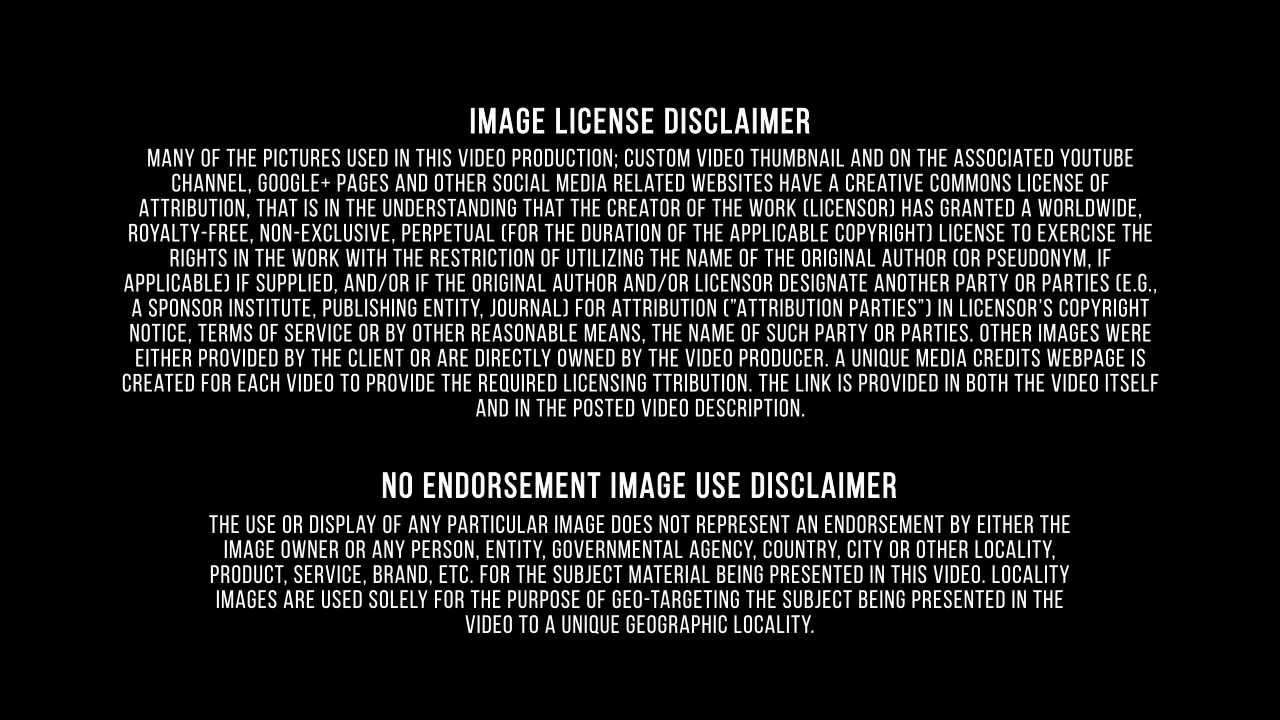 IMAGE LICENSE DISCLAIMER
MANY OF THE PICTURES USED IN THIS VIDEO PRODUCTION; CUSTOM VIDEO THUMBNAIL AND ON THE ASSOCIATED YOUTUBE
CHANNEL, GOOGLE+ PAGES AND OTHER SOCIAL MEDIA RELATED WEBSITES HAVE A CREATIVE COMMONS LICENSE OF
ATTRIBUTION, THAT IS IN THE UNDERSTANDING THAT THE CREATOR OF THE WORK (LICENSOR) HAS GRANTED A WORLDWIDE,
ROYALTY-FREE, NON-EXCLUSIVE, PERPETUAL (FOR THE DURATION OF THE APPLICABLE COPYRIGHT) LICENSE TO EXERCISE THE
RIGHTS IN THE WORK WITH THE RESTRICTION OF UTILIZING THE NAME OF THE ORIGINAL AUTHOR (OR PSEUDONYM, IF
APPLICABLE) IF SUPPLIED, AND/OR IF THE ORIGINAL AUTHOR AND/OR LICENSOR DESIGNATE ANOTHER PARTY OR PARTIES (E.G.,
A SPONSOR INSTITUTE, PUBLISHING ENTITY, JOURNAL) FOR ATTRIBUTION ("ATTRIBUTION PARTIES") IN LICENSOR'S COPYRIGHT
NOTICE, TERMS OF SERVICE OR BY OTHER REASONABLE MEANS, THE NAME OF SUCH PARTY OR PARTIES. OTHER IMAGES WERE
EITHER PROVIDED BY THE CLIENT OR ARE DIRECTLY OWNED BY THE VIDEO PRODUCER. A UNIQUE MEDIA CREDITS WEBPAGE IS
CREATED FOR EACH VIDEO TO PROVIDE THE REQUIRED LICENSING TTRIBUTION. THE LINK IS PROVIDED IN BOTH THE VIDEO ITSELF
AND IN THE POSTED VIDEO DESCRIPTION.
NO ENDORSEMENT IMAGE USE DISCLAIMER
THE USE OR DISPLAY OF ANY PARTICULAR IMAGE DOES NOT REPRESENT AN ENDORSEMENT BY EITHER THE
IMAGE OWNER OR ANY PERSON, ENTITY, GOVERNMENTAL AGENCY, COUNTRY, CITY OR OTHER LOCALITY,
PRODUCT, SERVICE, BRAND, ETC. FOR THE SUBJECT MATERIAL BEING PRESENTED IN THIS VIDEO. LOCALITY
IMAGES ARE USED SOLELY FOR THE PURPOSE OF GEO-TARGETING THE SUBJECT BEING PRESENTED IN THE
VIDEO TO A UNIQUE GEOGRAPHIC LOCALITY.